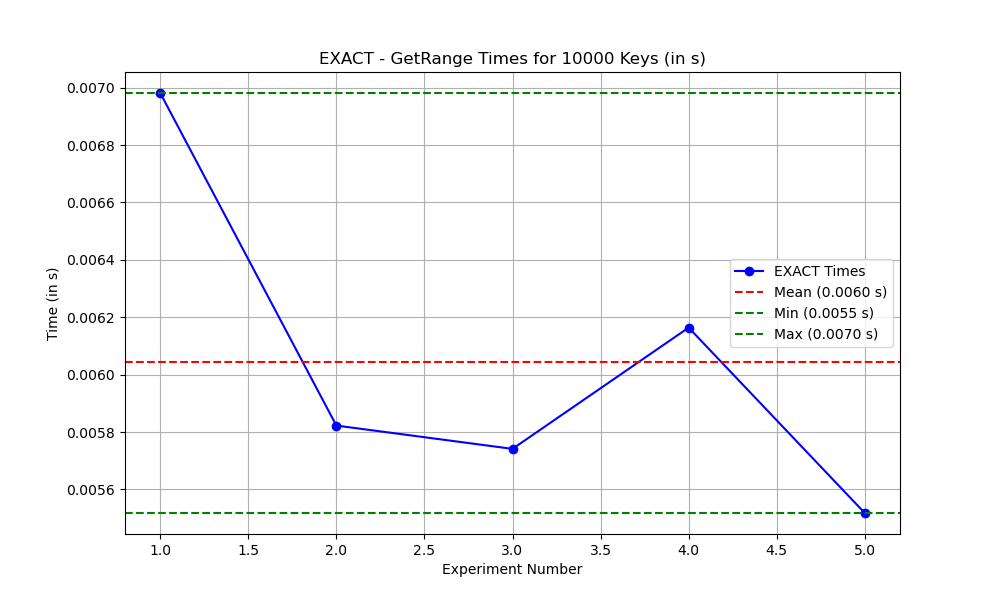 EXACT - GetRange Times for 10000 Keys (in s)
Time (in s)
0.0070
0.0068
0.0066
0.0064
0.0062
0.0060
0.0058
0.0056
EXACT Times
Mean (0.0060 s)
Min (0.0055 s)
Max (0.0070 s)
1.0 1.5 2.0 2.5 3.0 3.5 4.0 4.5 5.0
Experiment Number